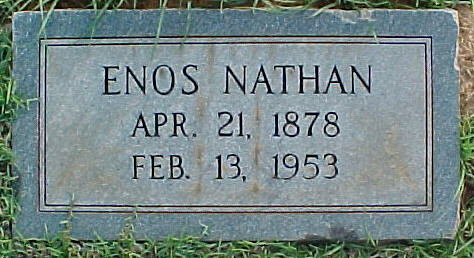 ENOS NATHAN
APR. 21, 1878
FEB. 13, 1953